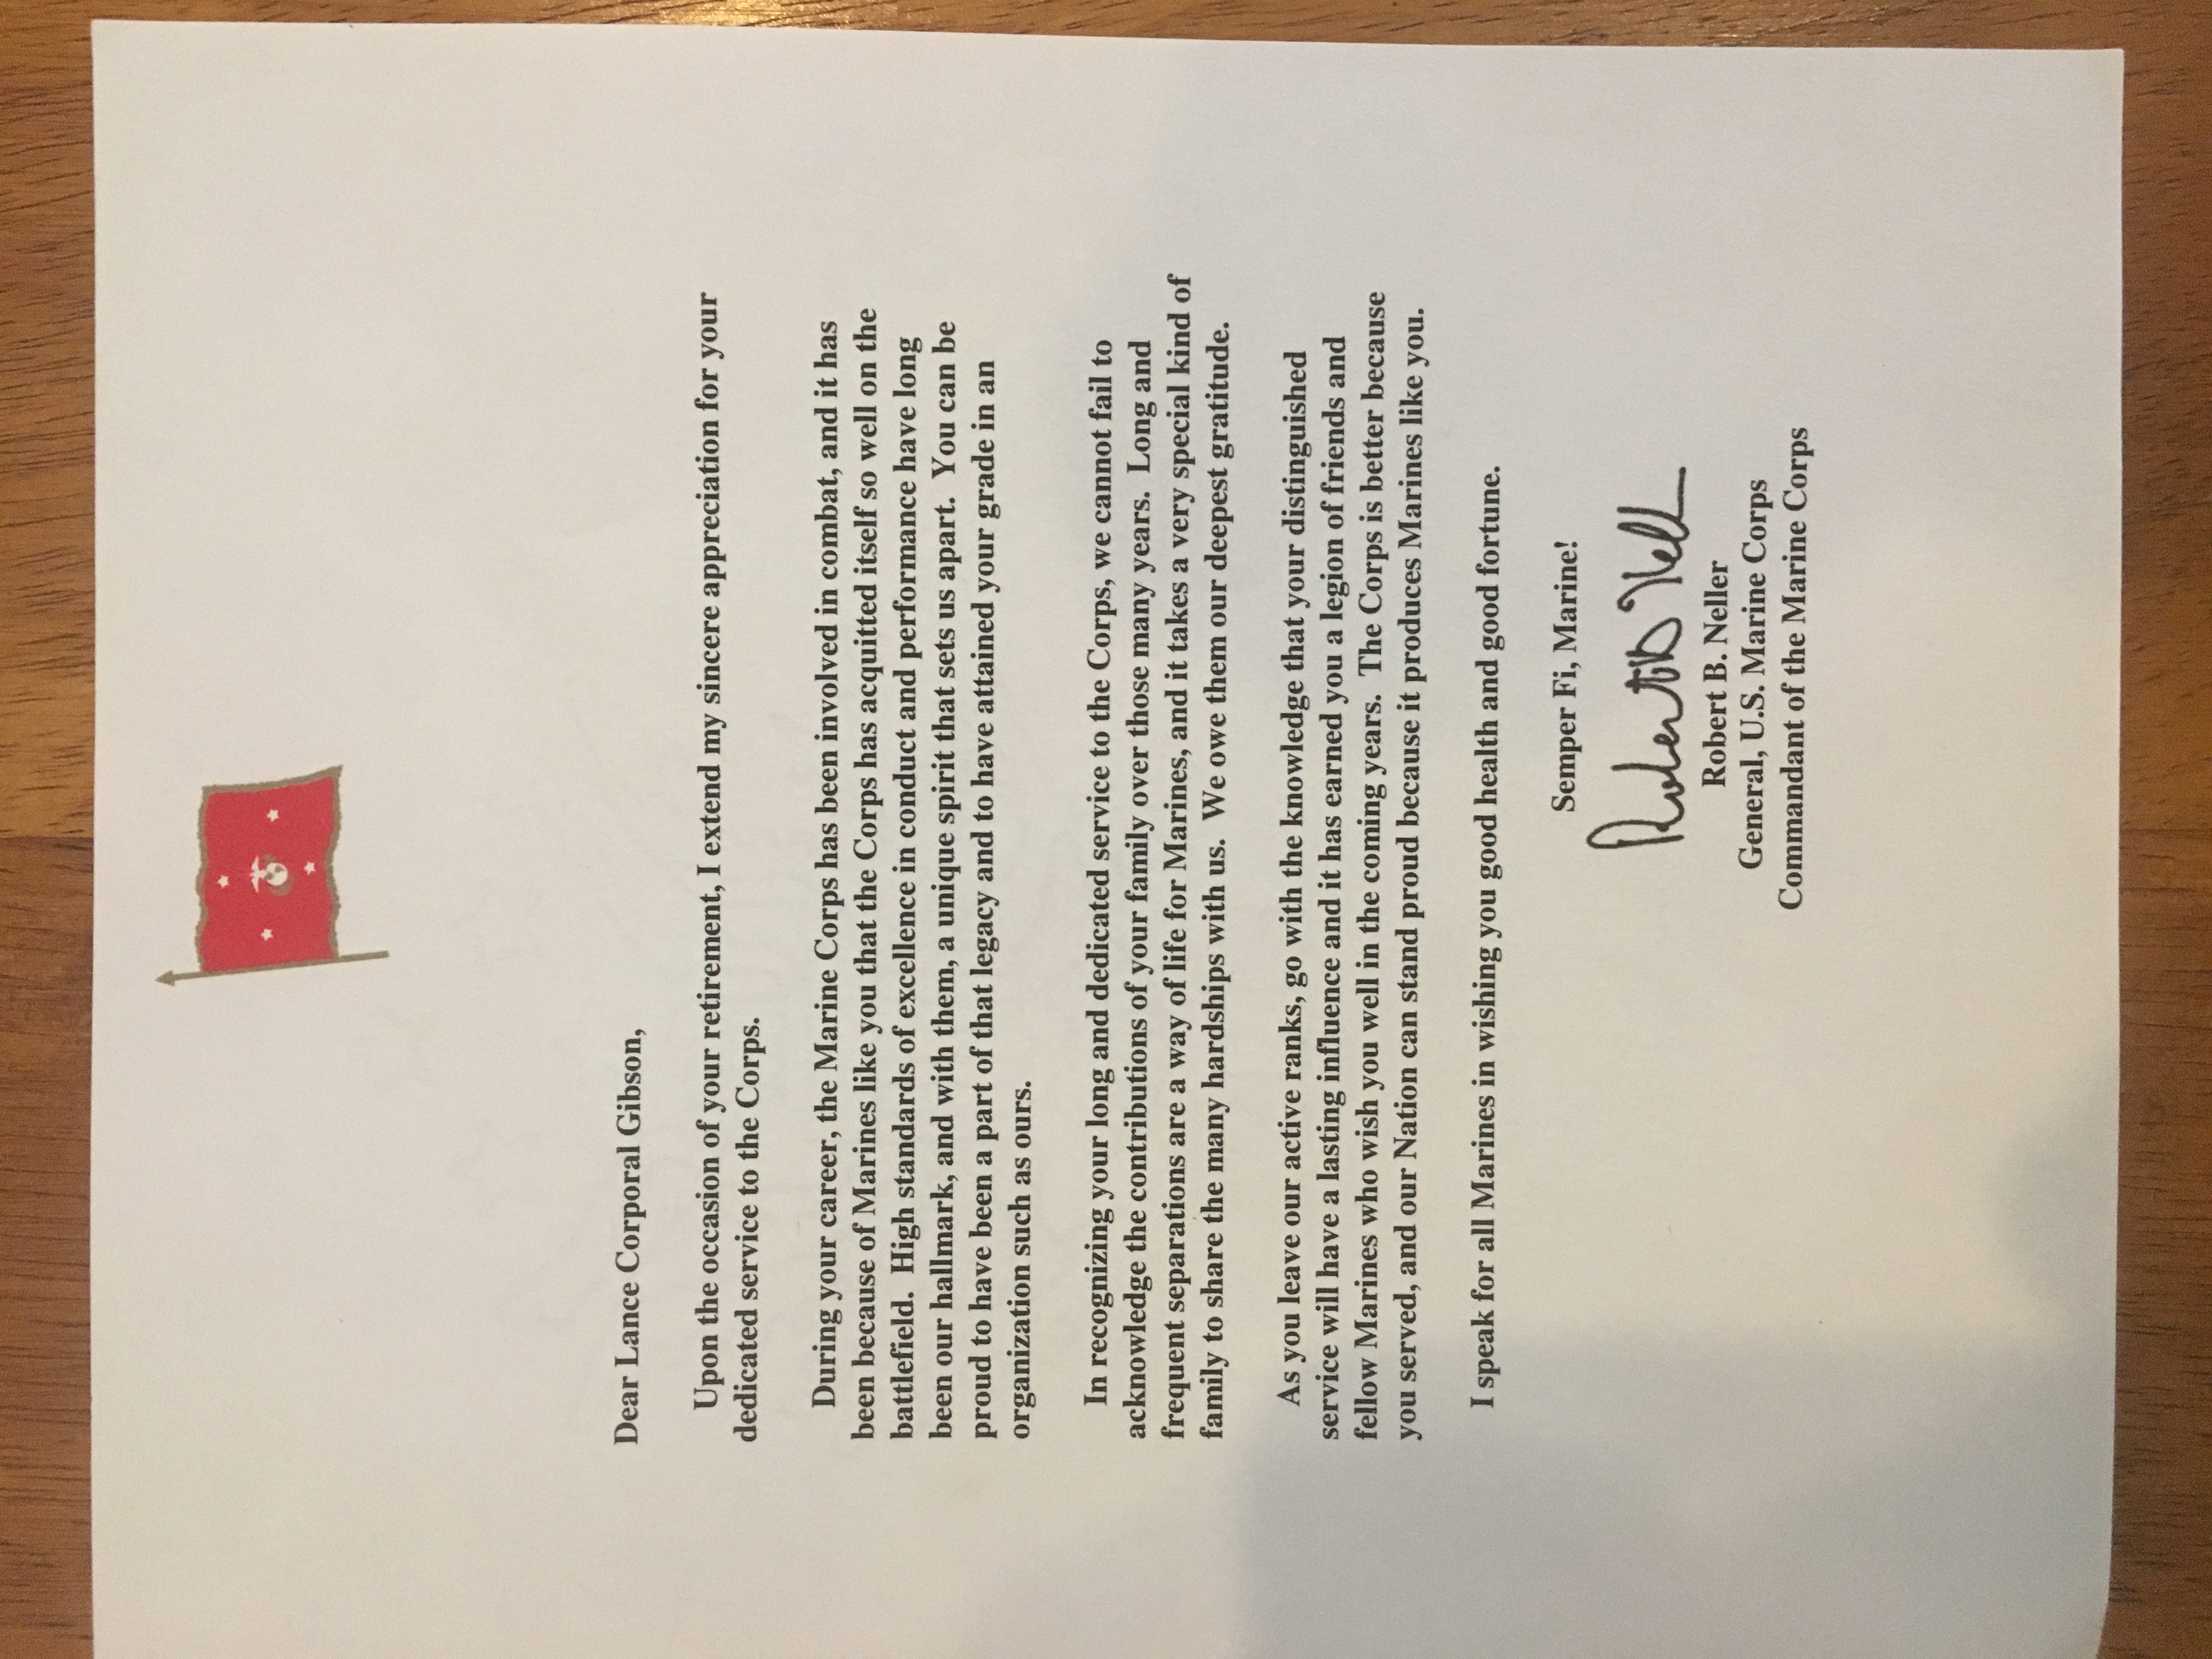 Dear Lance Corporal Gibson,
Upon the occasion of your retirement, I extend my sincere appreciation for your
dedicated service to the Corps.
During your career, the Marine Corps has been involved in combat, and it has
been because of Marines like you that the Corps has acquitted itself so well on the
battlefield. High standards of excellence in conduct and performance have long
been our hallmark, and with them, a unique spirit that sets us apart. You can be
proud to have been a part of that legacy and to have attained your grade in an
organization such as ours.
In recognizing your long and dedicated service to the Corps, we cannot fail to
acknowledge the contributions of your family over those many years. Long and
frequent separations are a way of life for Marines, and it takes a very special kind of
family to share the many hardships with us. We owe them our deepest gratitude.
As you leave our active ranks, go with the knowledge that your distinguished
service will have a lasting influence and it has earned you a legion of friends and
fellow Marines who wish you well in the coming years. The Corps is better because
you served, and our Nation can stand proud because it produces Marines like you.
I speak for all Marines in wishing you good health and good fortune.
Semper Fi, Marine!
Robert B Neller
Robert B. Neller
General, U.S. Marine Corps
Commandant of the Marine Corps